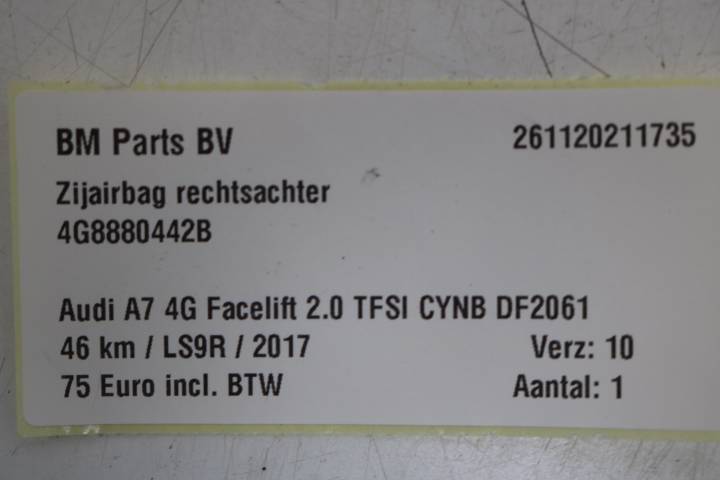 BM Parts BV 261120211735
Zijairbag rechtsachter
4G8880442B
Audi A7 4G Facelift 2.0 TFSI CYNB DF2061
46 km / LS9R / 2017 Verz: 10
75 Euro incl. BTW Aantal: 1